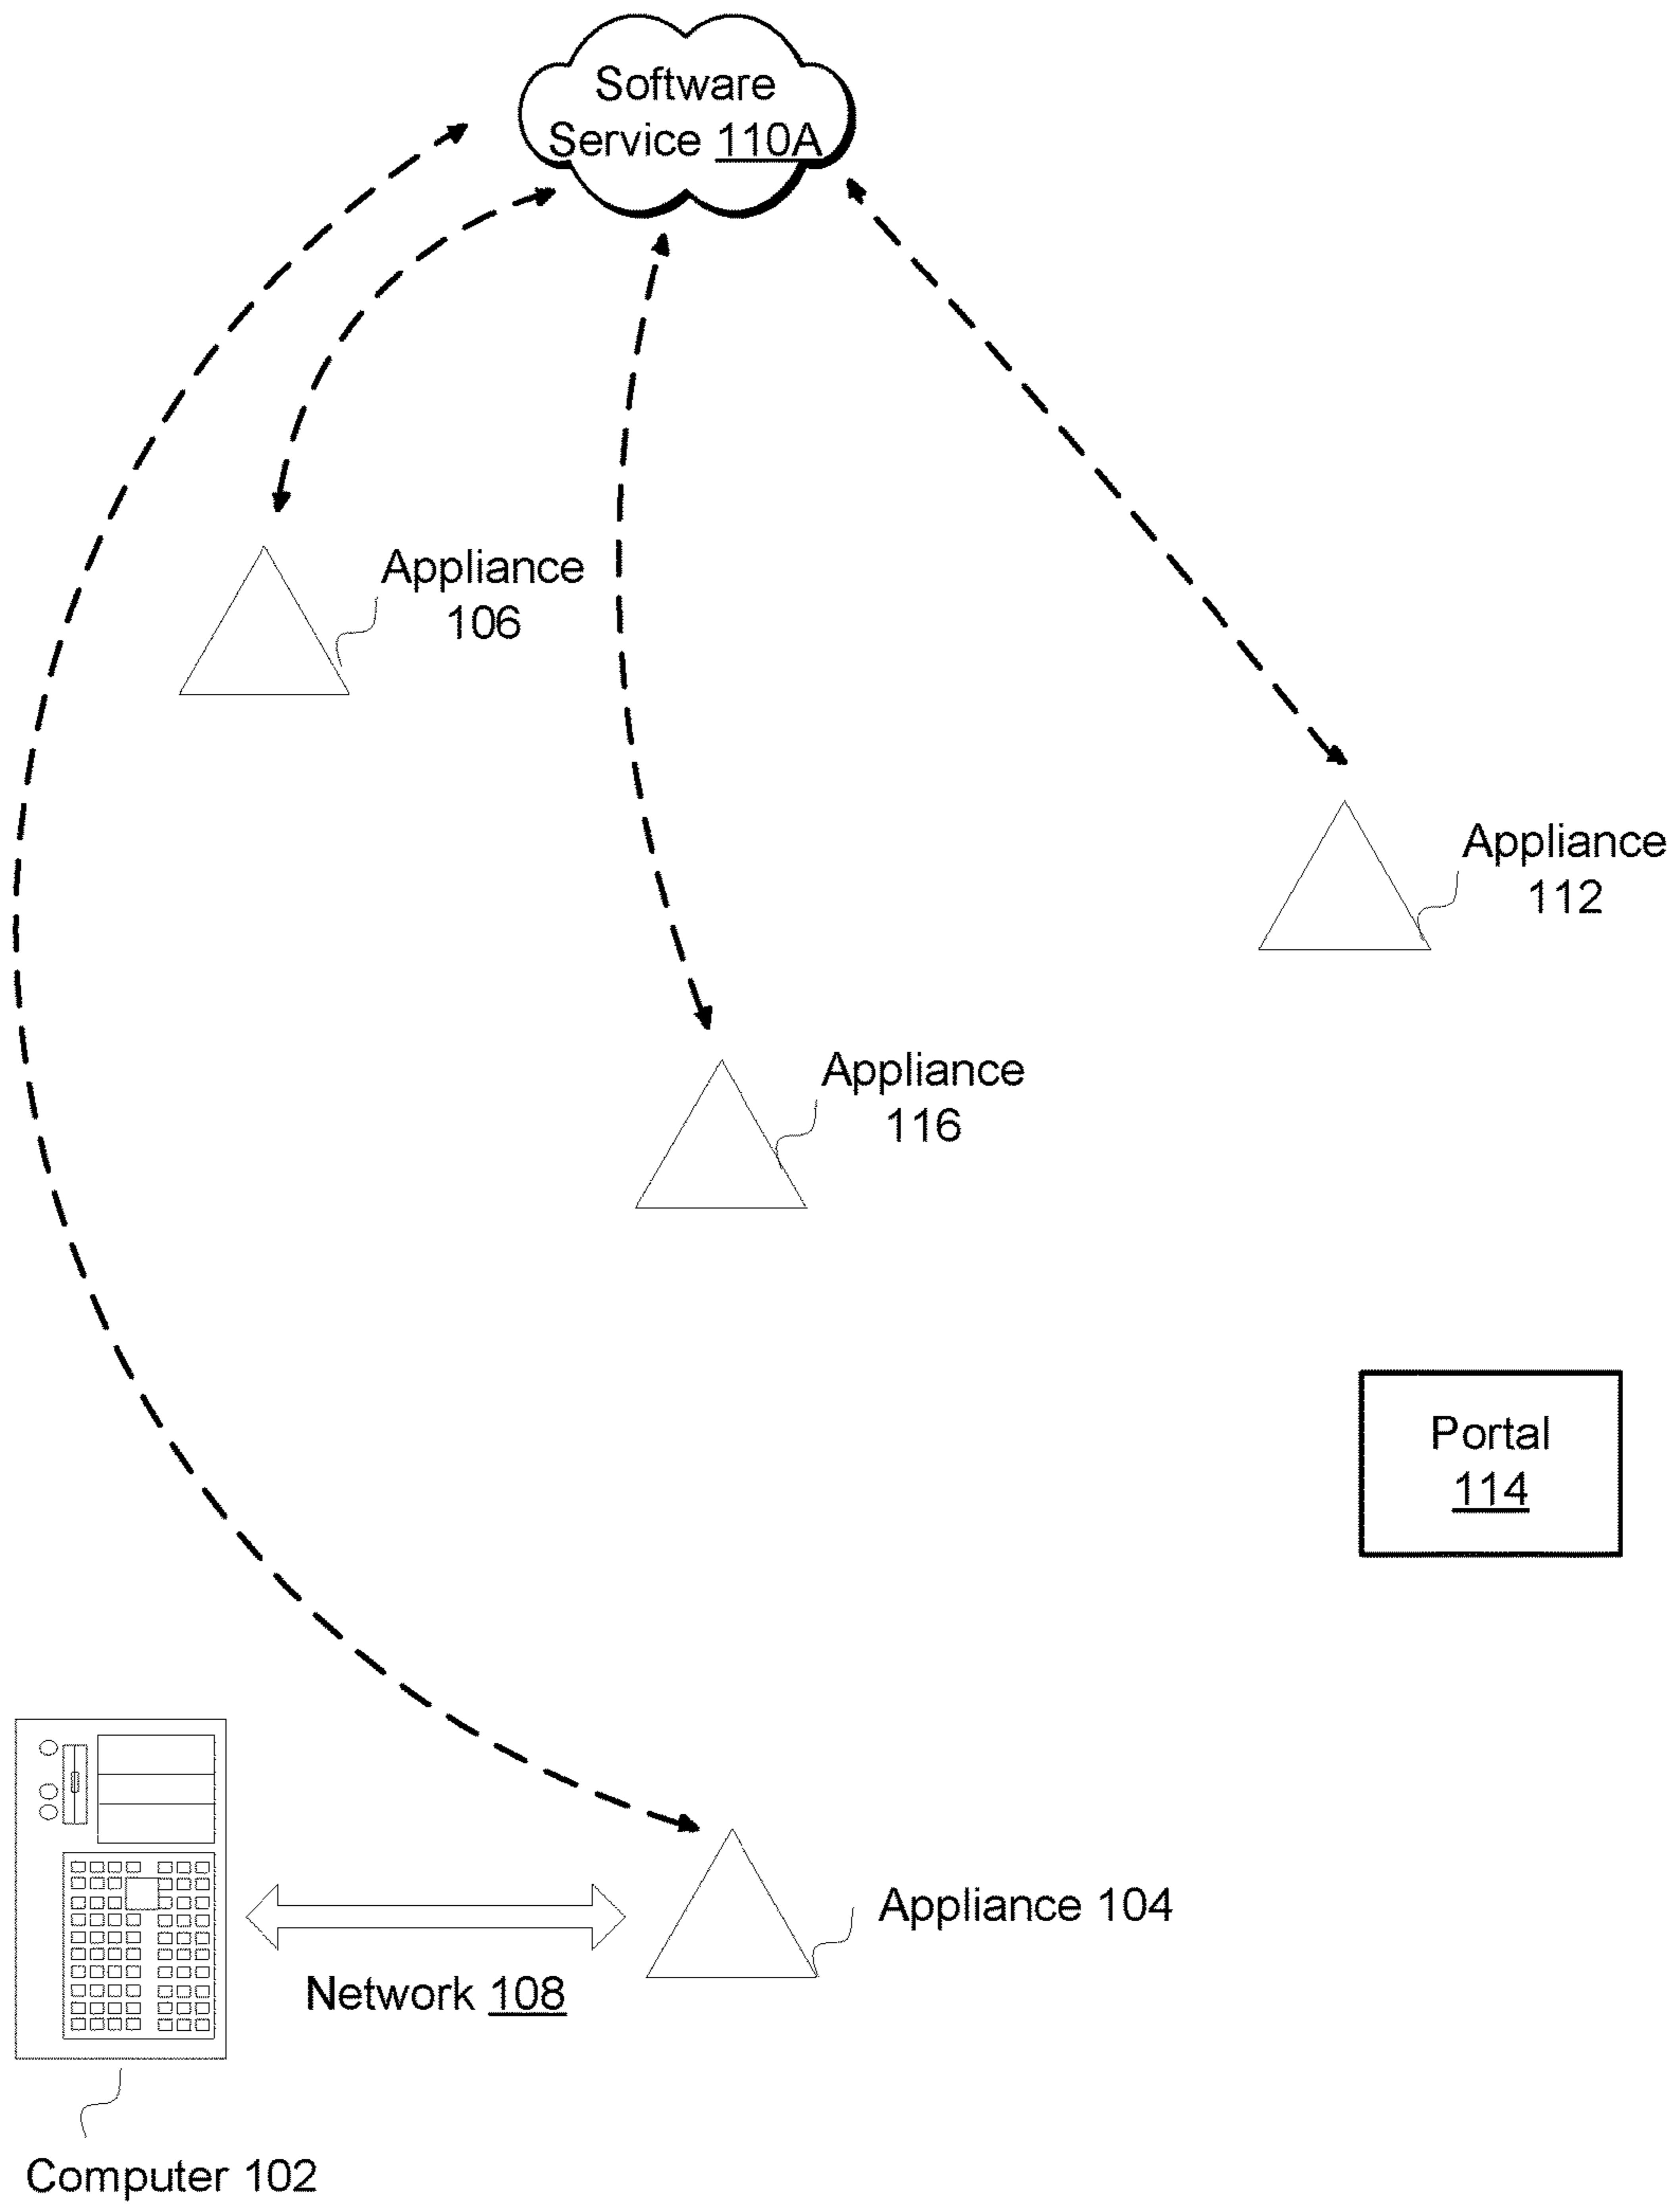 Software
Service 110A
Appliance
106
Appliance
112
Appliance
116
Portal
114
Appliance 104
Network 108
Computer 102